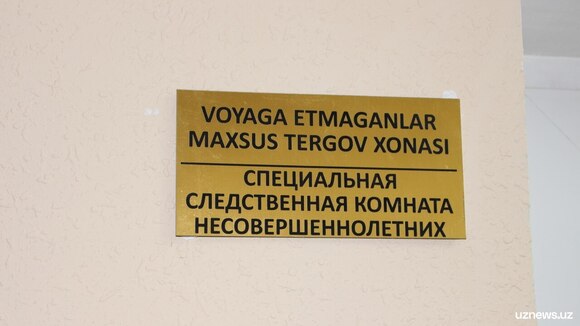 VOYAGA ETMAGANLAR
MAXSUS TERGOV XONASI
СПЕЦИАЛЬНАЯ
СЛЕДСТВЕННАЯ КОМНАТА
НЕСОВЕРШЕННОЛЕТНИХ
uznews.uz